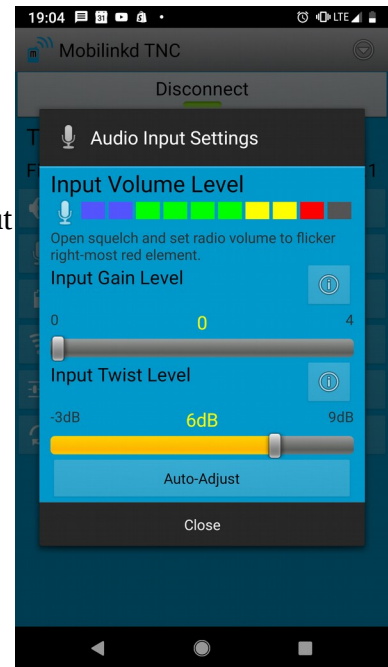 19:04
31
LTE
Mobilinkd TNC
Disconnect
Audio Input Settings
Input Volume Level
Open squelch and set radio volume to flicker
right-most red element.
Input Gain Level
0
0
4
Input Twist Level
-3dB
6dB
9dB
Auto-Adjust
Close